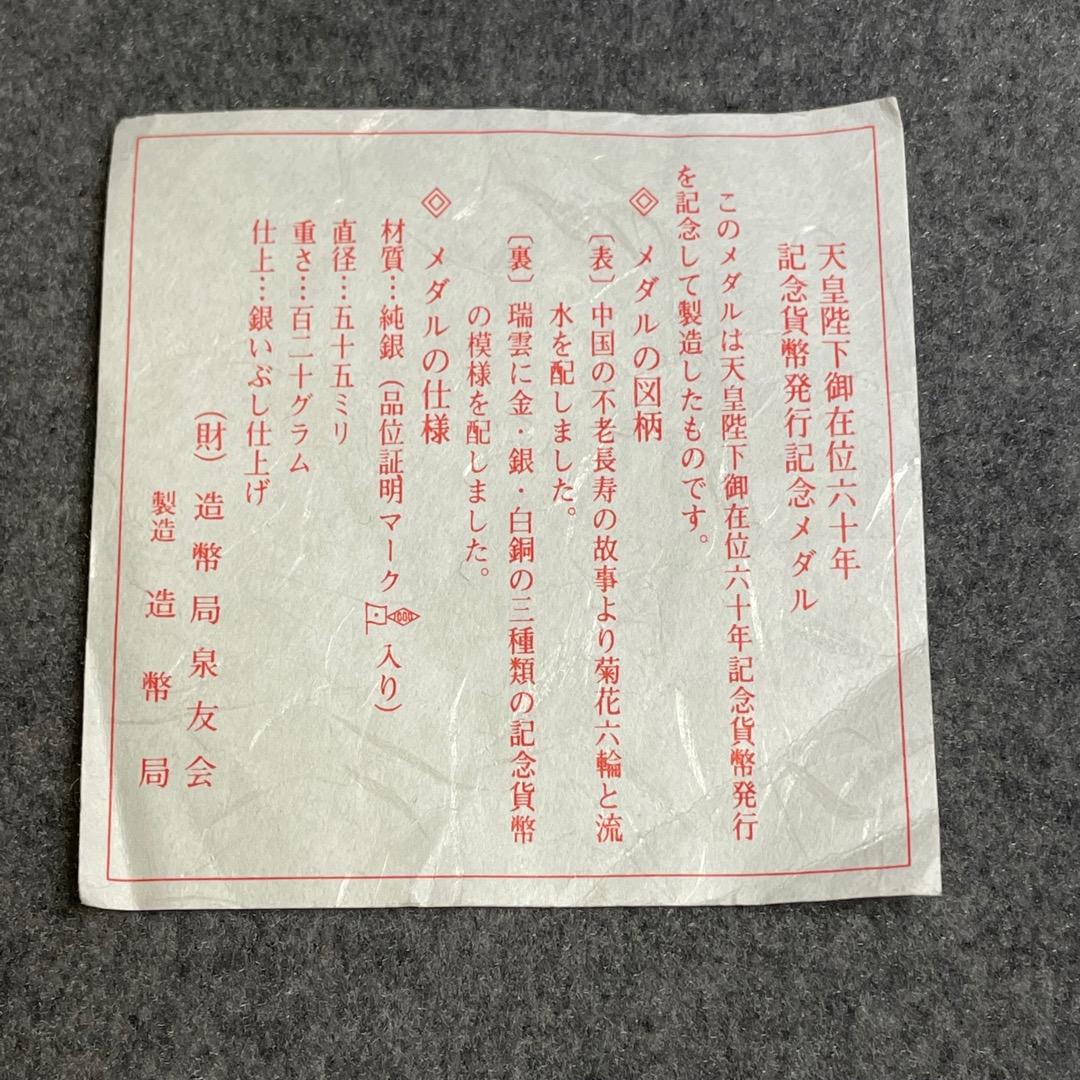 天皇陛下御在位六十年
記念貨幣発行記念メダル
このメダルは天皇陛下御在位六十年記念貨幣発行
を記念して製造したものです。
◈ メダルの図柄
〔表〕 中国の不老長寿の故事より菊花六輪と流
水を配しました。
〔裏〕 瑞雲に金・銀・白銅の三種類の記念貨幣
の模様を配しました。
◈ メダルの仕様
材質…純銀(品位証明マーク 1000 入り)
直径…五十五ミリ
重さ…百二十グラム
仕上…銀いぶし仕上げ
(財)造幣局泉友会
製造 造幣局